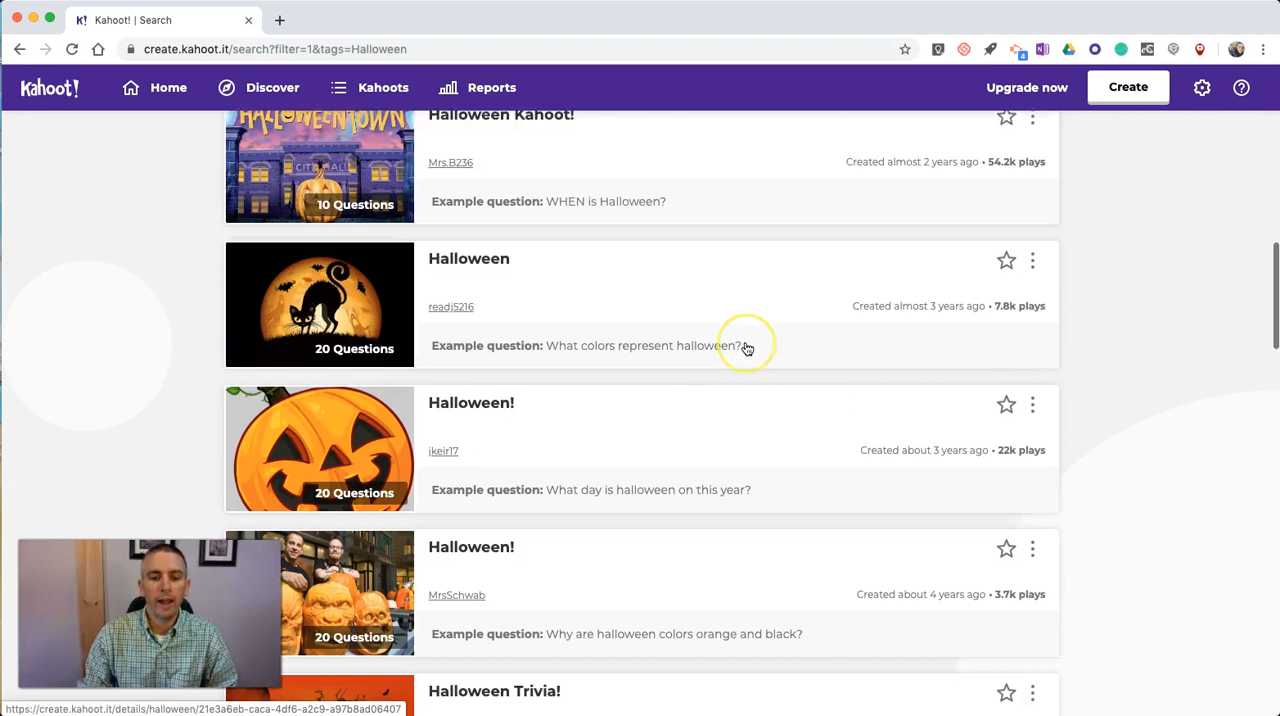 K! Kahoot! | Search
create.kahoot.it/search?filter=1&tags=Halloween
4
Kahoot! Home Discover Kahoots Reports Upgrade now Create
HALLOWEENTOWN
CITY HALL
10 Questions
Halloween Kahoot!
Mrs.B236
Created almost 2 years ago • 54.2k plays
Example question: WHEN is Halloween?
20 Questions
Halloween
readj5216
Created almost 3 years ago • 7.8k plays
Example question: What colors represent halloween?
20 Questions
Halloween!
jkeir17
Created about 3 years ago • 22k plays
Example question: What day is halloween on this year?
20 Questions
Halloween!
MrsSchwab
Created about 4 years ago • 3.7k plays
Example question: Why are halloween colors orange and black?
Halloween Trivia!
https://create.kahoot.it/details/halloween/21e3a6eb-caca-4df6-a2c9-a97b8ad06407